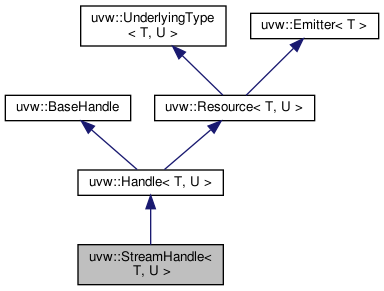 uvw::UnderlyingType
< T, U >
uvw::Emitter< T >
uvw::BaseHandle
uvw::Resource< T, U >
uvw::Handle< T, U >
uvw::StreamHandle<
T, U >